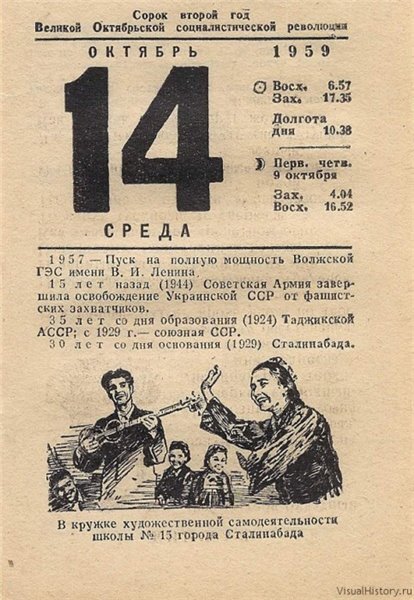 Сорок второй год
Великой Октябрьской социалистической революции
ОКТЯБРЬ 1959
14
Восх. 6.57
Зах. 17.35
Долгота
дня 10.38
Перв. четв.
9 октября
Зах. 4.04
Восх. 16.52
СРЕДА
1957 — Пуск на полную мощность Волжской
ГЭС имени В. И. Ленина.
15 лет назад (1944) Советская Армия завер-
шила освобождение Украинской ССР от фашист-
ских захватчиков.
35 лет со дня образования (1924) Таджикской
АССР; с 1929 г.— союзная ССР.
30 лет со дня основания (1929) Сталинабада.
В кружке художественной самодеятельности
школы № 15 города Сталинабада
VisualHistory.ru